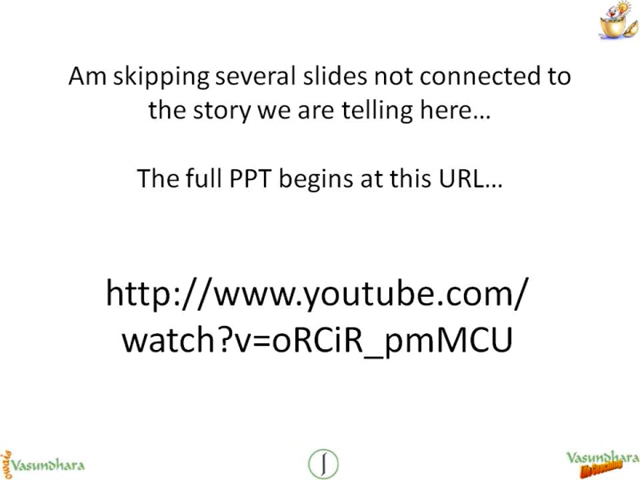 Am skipping several slides not connected to
the story we are telling here…
The full PPT begins at this URL…
http://www.youtube.com/
watch?v=oRCiR_pmMCU
Vasundhara
Vasundhara